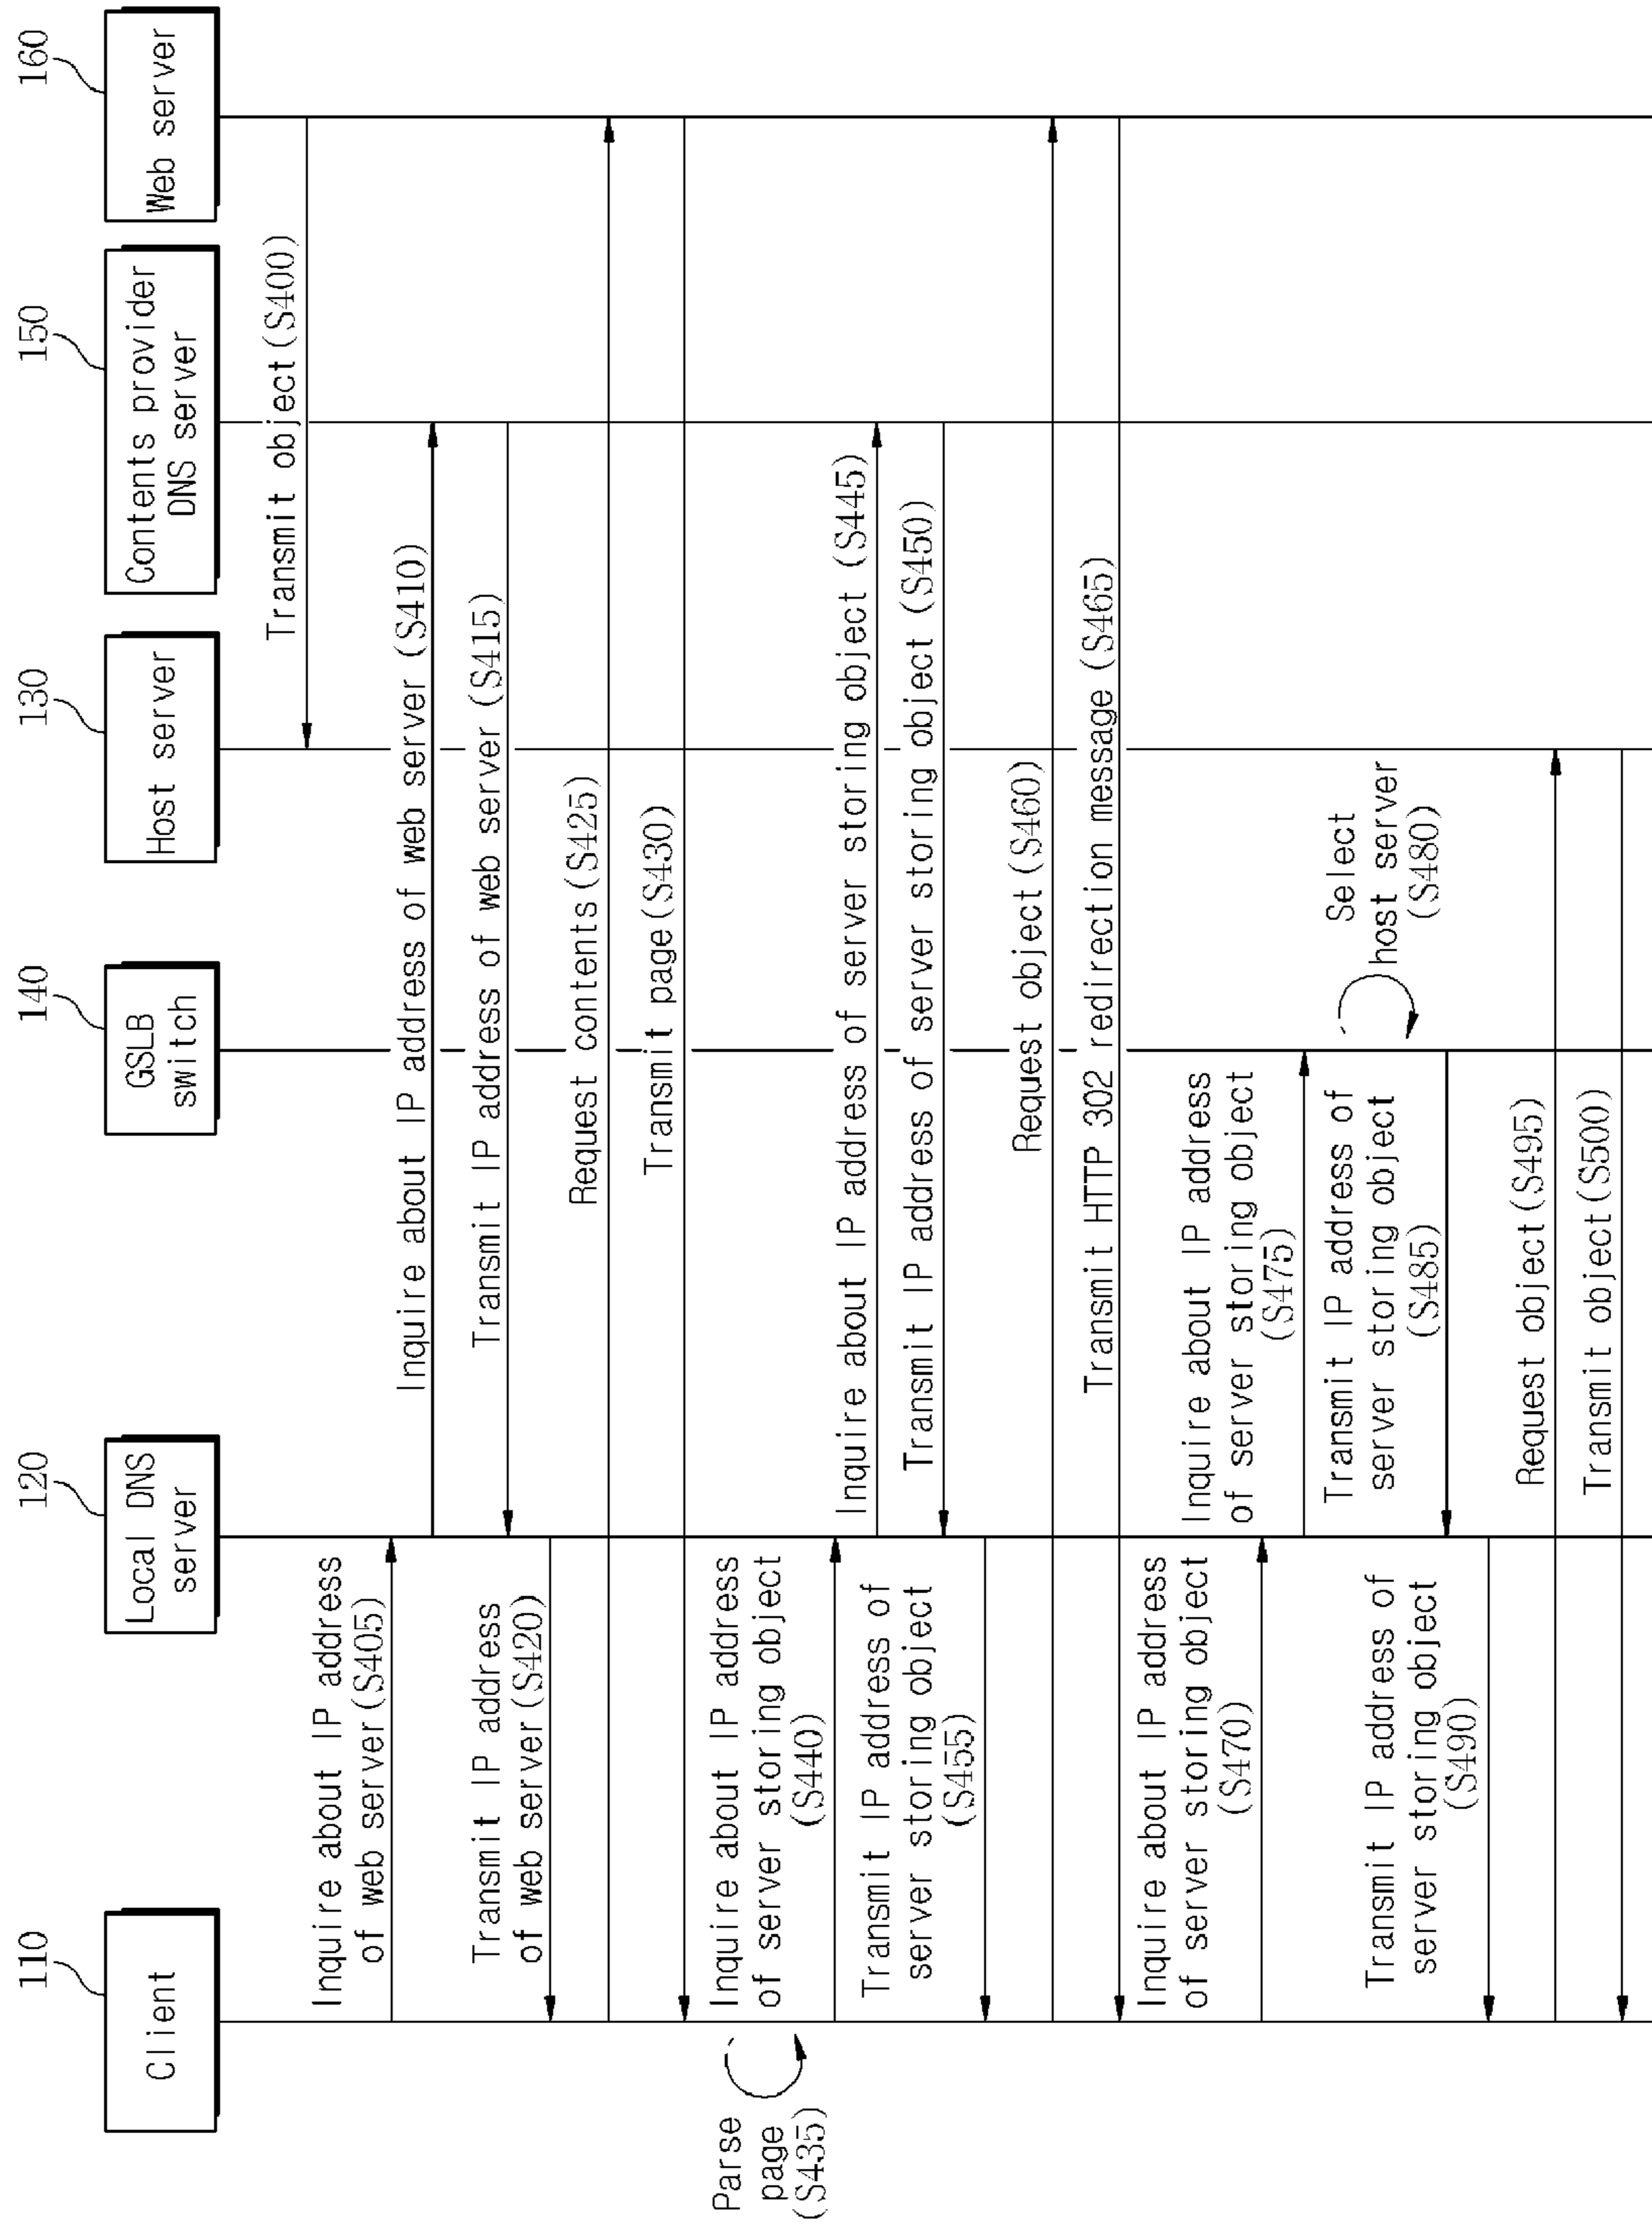 110
Client
120
Local DNS
server
140
GSLB
switch
130
Host server
150
Contents provider
DNS server
160
Web server
Transmit object(S400)
Inquire about IP address
of web server(S405)
Inquire about IP address of web server (S410)
Transmit IP address of web server (S415)
Transmit IP address
of web server(S420)
Request contents(S425)
Transmit page(S430)
Parse
page
(S435)
Inquire about IP address
of server storing object
(S440)
Inquire about IP address of server storing object (S445)
Transmit IP address of server storing object (S450)
Transmit IP address of
server storing object
(S455)
Request object(S460)
Transmit HTTP 302 redirection message (S465)
Inquire about IP address
of server storing object
(S470)
Inquire about IP address
of server storing object
(S475)
Select
host server
(S480)
Transmit IP address of
server storing object
(S485)
Transmit IP address of
server storing object
(S490)
Request object(S495)
Transmit object(S500)